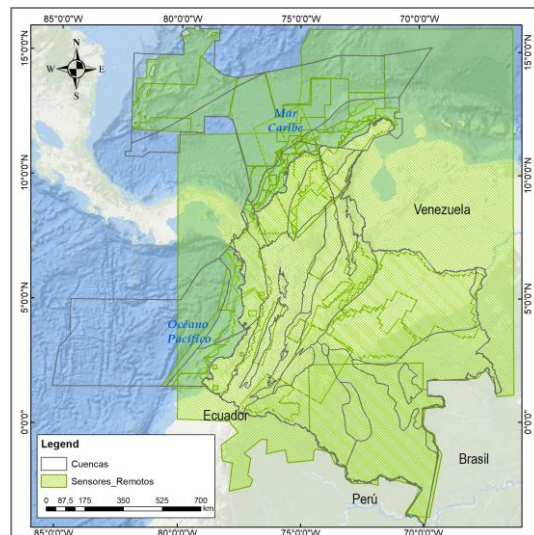 85°0'0"W 80°0'0"W 75°0'0"W 70°0'0"W
15°0'0"N 15°0'0"N
N
W E
S
Mar
Caribe
10°0'0"N 10°0'0"N
Venezuela
5°0'0"N 5°0'0"N
Océano
Pacífico
0°0'0" 0°0'0"
Ecuador
Legend
Cuencas
Sensores_Remotos
0 87,5 175 350 525 700
km
Brasil
Perú
85°0'0"W 80°0'0"W 75°0'0"W 70°0'0"W